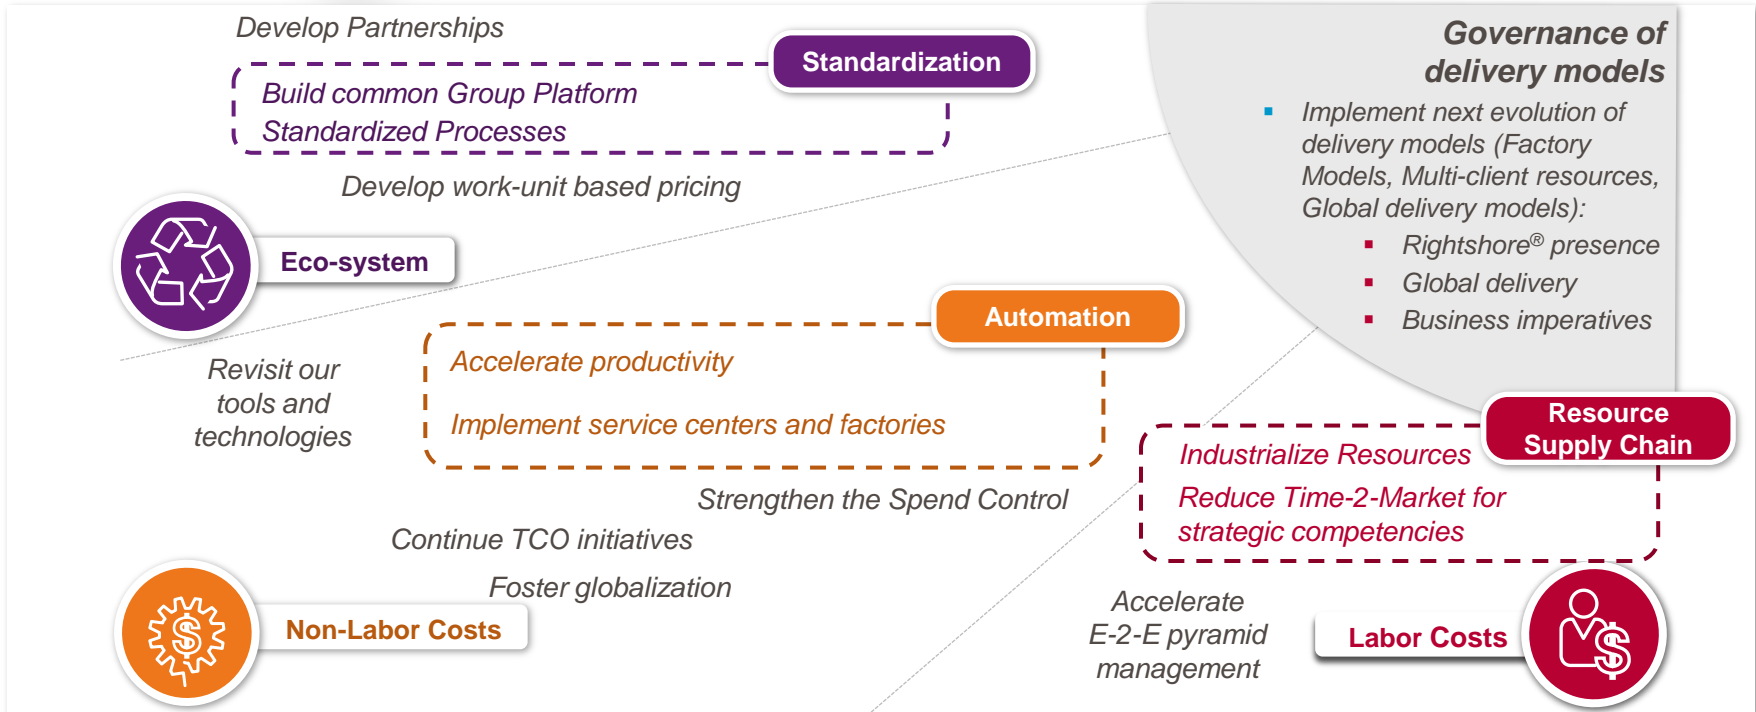 Develop Partnerships
Standardization
Build common Group Platform
Standardized Processes
Develop work-unit based pricing
Eco-system
Governance of
delivery models
Implement next evolution of
delivery models (Factory
Models, Multi-client resources,
Global delivery models):
Rightshore® presence
Global delivery
Business imperatives
Revisit our
tools and
technologies
Automation
Accelerate productivity
Implement service centers and factories
Strengthen the Spend Control
Continue TCO initiatives
Foster globalization
$
Non-Labor Costs
Resource
Supply Chain
Industrialize Resources
Reduce Time-2-Market for
strategic competencies
Accelerate
E-2-E pyramid
management
Labor Costs
$